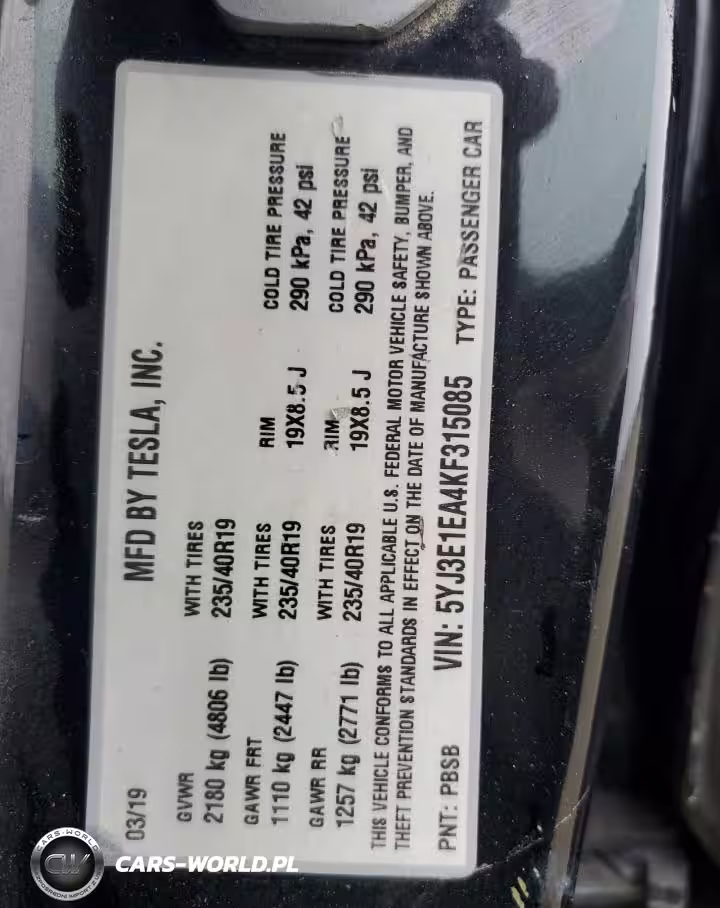 03/19 MFD BY TESLA, INC.
GVWR WITH TIRES
2180 kg (4806 lb) 235/40R19
GAWR FRT WITH TIRES RIM COLD TIRE PRESSURE
1110 kg (2447 lb) 235/40R19 19X8.5 J 290 kPa, 42 psi
GAWR RR WITH TIRES RIM COLD TIRE PRESSURE
1257 kg (2771 lb) 235/40R19 19X8.5 J 290 kPa, 42 psi
THIS VEHICLE CONFORMS TO ALL APPLICABLE U.S. FEDERAL MOTOR VEHICLE SAFETY, BUMPER, AND
THEFT PREVENTION STANDARDS IN EFFECT ON THE DATE OF MANUFACTURE SHOWN ABOVE.
PNT: PBSB VIN: 5YJ3E1EA4KF315085 TYPE: PASSENGER CAR
CARS-WORLD
CW
CARS-WORLD.PL